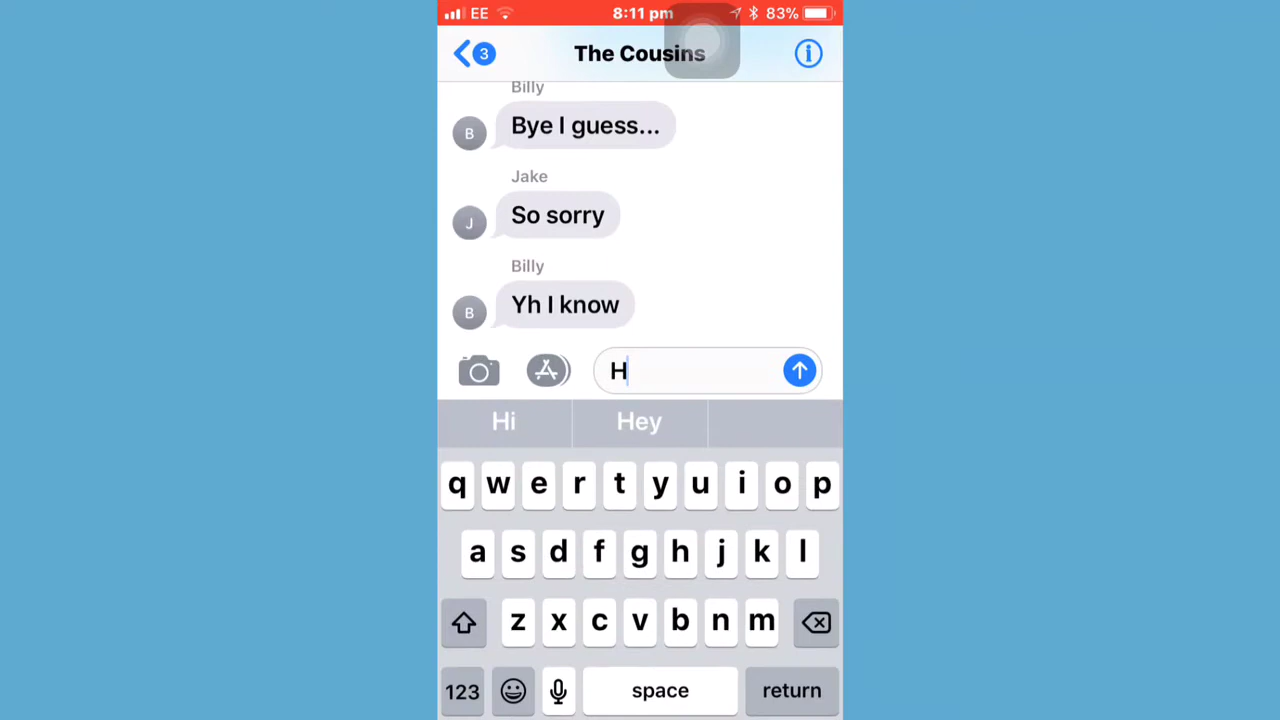 EE 8:11 pm 83%
3 The Cousins
Billy
Bye I guess...
B
Jake
So sorry
J
Billy
Yh I know
B
H
Hi Hey
q w e r t y u i o p
a s d f g h j k l
z x c v b n m
123 space return